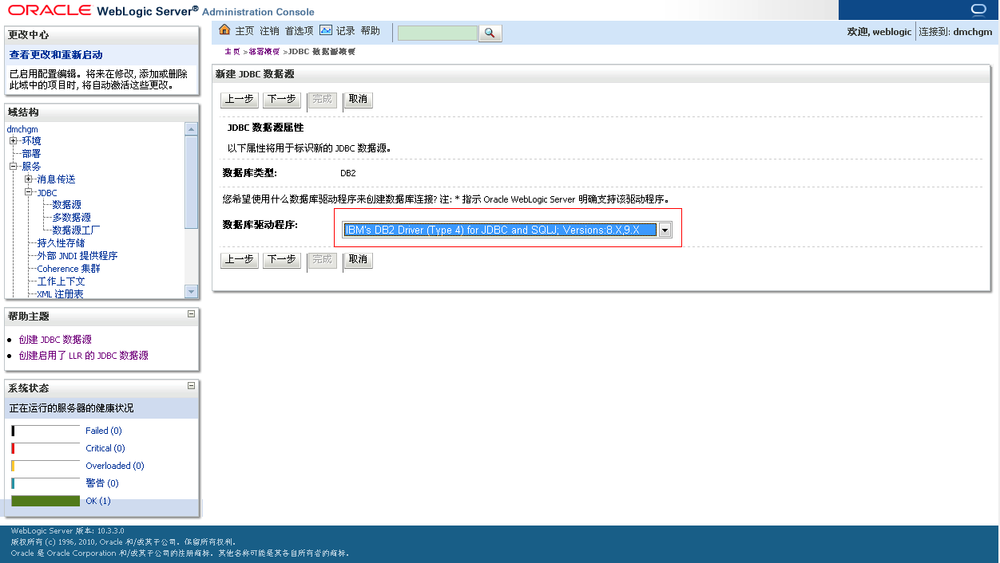 ORACLE WebLogic Server® Administration Console
更改中心
查看更改和重新启动
已启用配置编辑。将来在修改, 添加或删除
此域中的项目时, 将自动激活这些更改。
域结构
dmchgm
环境
部署
服务
消息传送
JDBC
数据源
多数据源
数据源工厂
持久性存储
外部 JNDI 提供程序
Coherence 集群
工作上下文
XML 注册表
帮助主题
创建 JDBC 数据源
创建启用了 LLR 的 JDBC 数据源
系统状态
正在运行的服务器的健康状况
Failed (0)
Critical (0)
Overloaded (0)
警告 (0)
OK (1)
主页 注销 首选项 记录 帮助
欢迎, weblogic 连接到: dmchgm
主页 >部署概要 >JDBC 数据源概要
新建 JDBC 数据源
上一步 下一步 完成 取消
JDBC 数据源属性
以下属性将用于标识新的 JDBC 数据源。
数据库类型: DB2
您希望使用什么数据库驱动程序来创建数据库连接? 注: * 指示 Oracle WebLogic Server 明确支持该驱动程序。
数据库驱动程序: IBM's DB2 Driver (Type 4) for JDBC and SQLJ; Versions:8.X,9.X
上一步 下一步 完成 取消
WebLogic Server 版本: 10.3.3.0
版权所有 (c) 1996, 2010, Oracle 和/或其子公司。保留所有权利。
Oracle 是 Oracle Corporation 和/或其子公司的注册商标。其他名称可能是其各自所有者的商标。